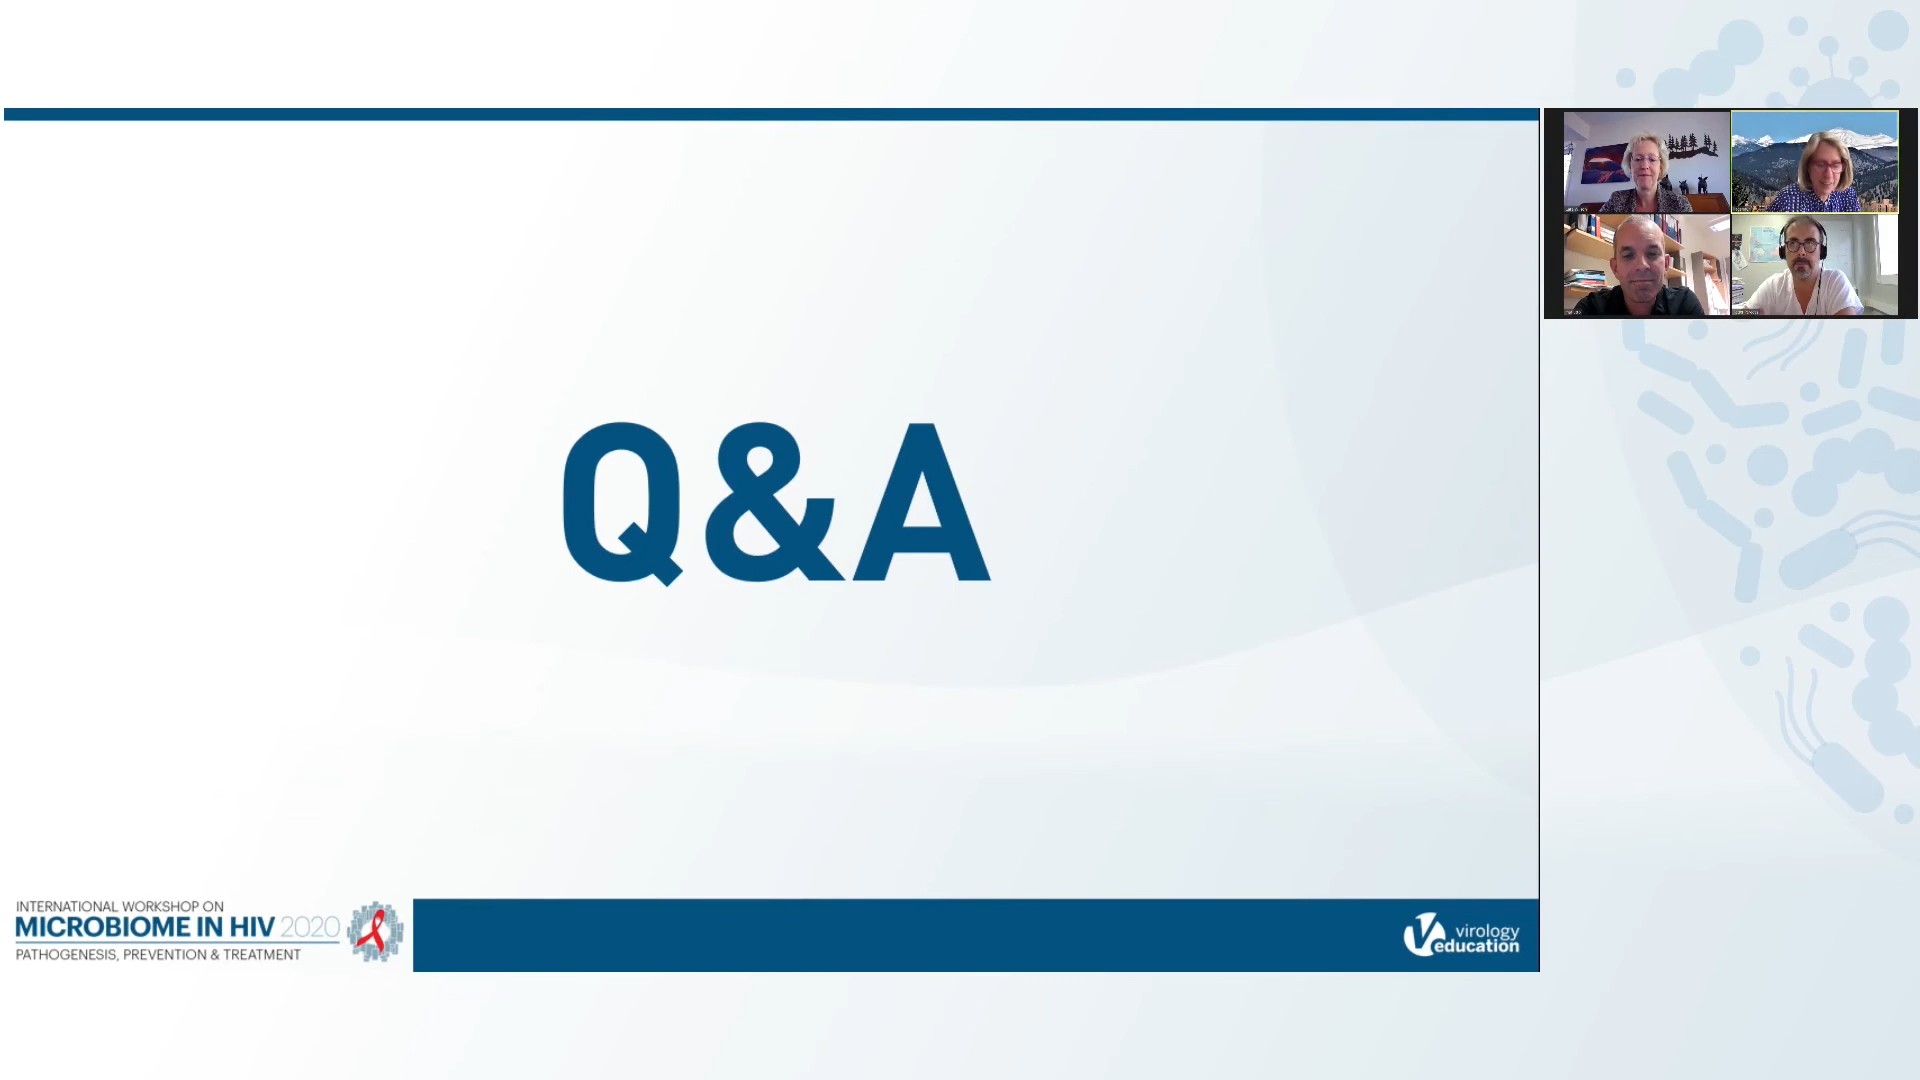 Q&A
INTERNATIONAL WORKSHOP ON
MICROBIOME IN HIV 2020
PATHOGENESIS, PREVENTION & TREATMENT
virology
education